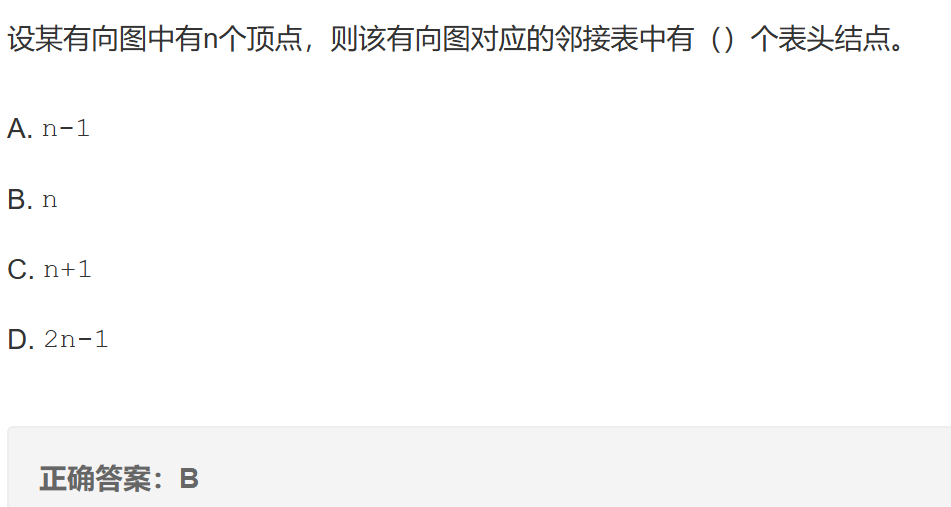 设某有向图中有n个顶点，则该有向图对应的邻接表中有（）个表头结点。
A. n-1
B. n
C. n+1
D. 2n-1
正确答案：B